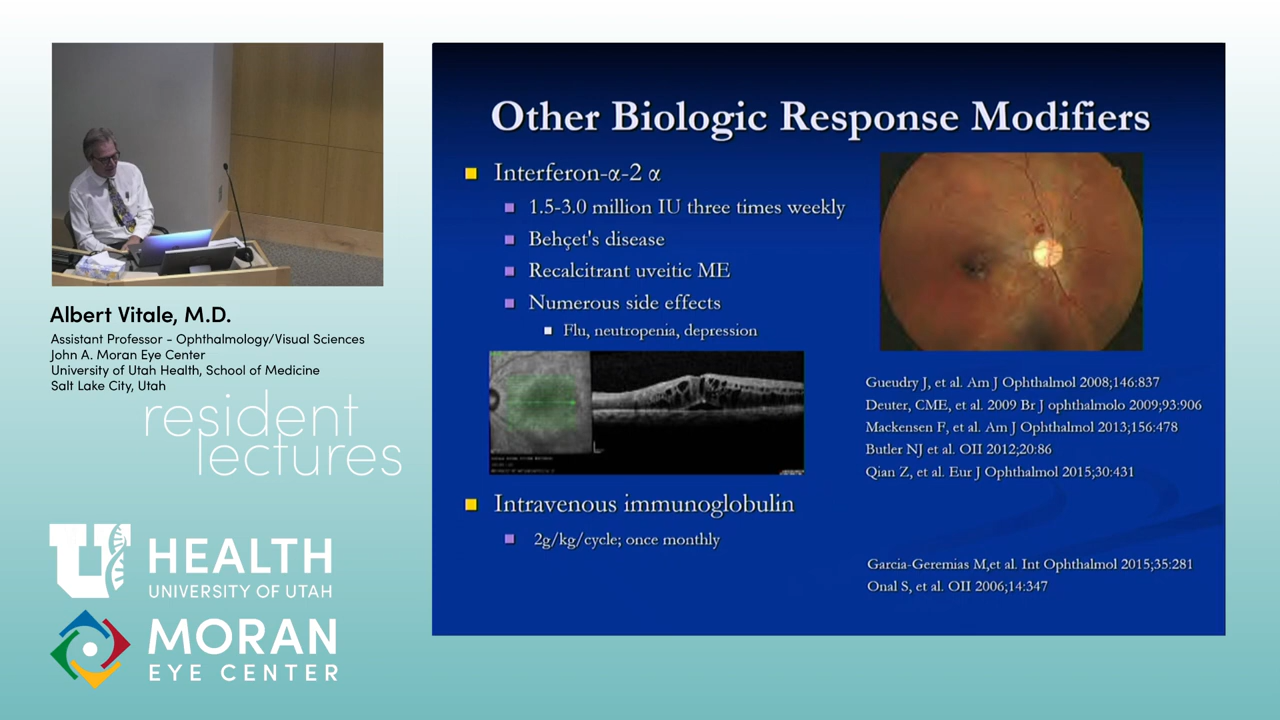 Albert Vitale, M.D.
Assistant Professor - Ophthalmology/Visual Sciences
John A. Moran Eye Center
University of Utah Health, School of Medicine
Salt Lake City, Utah
resident
lectures
U HEALTH
UNIVERSITY OF UTAH
MORAN
EYE CENTER
Other Biologic Response Modifiers
Interferon-α-2 α
1.5-3.0 million IU three times weekly
Behçet's disease
Recalcitrant uveitic ME
Numerous side effects
Flu, neutropenia, depression
Intravenous immunoglobulin
2g/kg/cycle; once monthly
Gueudry J, et al. Am J Ophthalmol 2008;146:837
Deuter, CME, et al. 2009 Br J ophthalmolo 2009;93:906
Mackensen F, et al. Am J Ophthalmol 2013;156:478
Butler NJ et al. OII 2012;20:86
Qian Z, et al. Eur J Ophthalmol 2015;30:431
Garcia-Geremias M,et al. Int Ophthalmol 2015;35:281
Onal S, et al. OII 2006;14:347